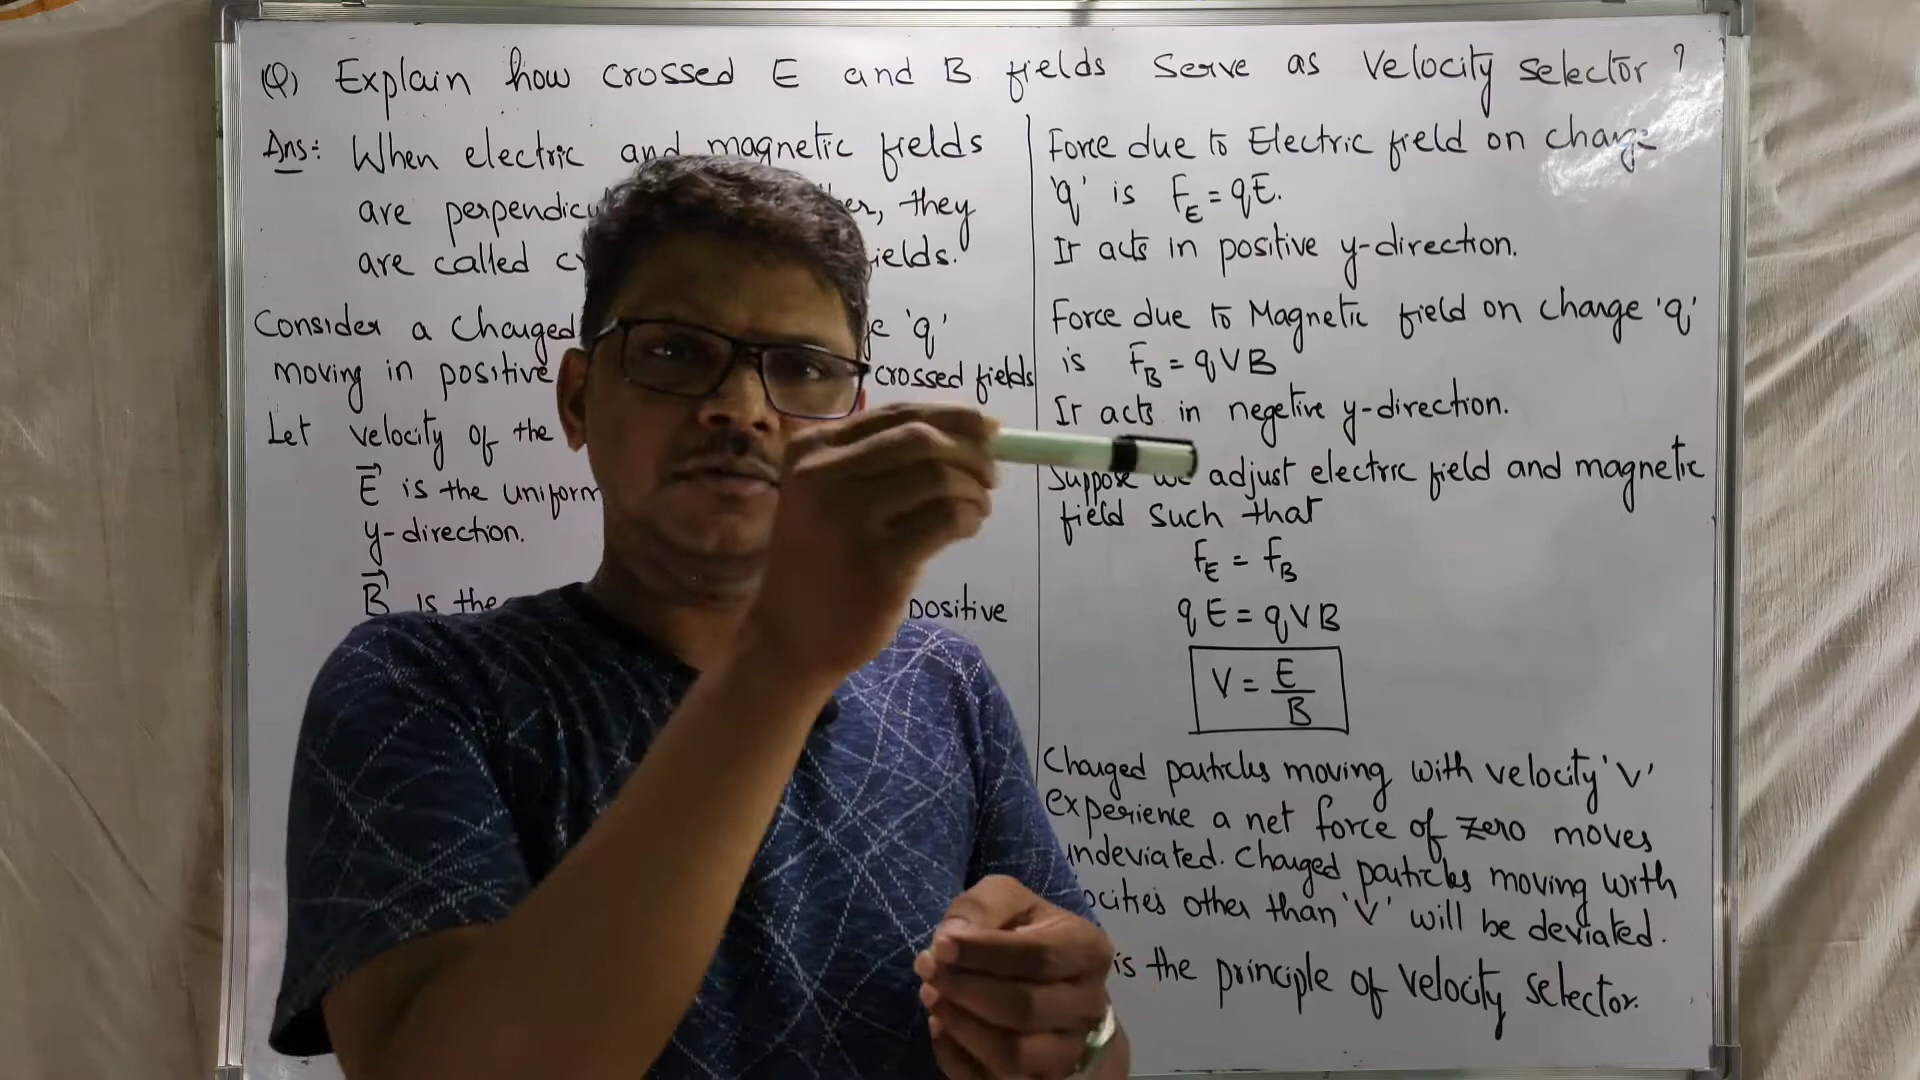 (Q) Explain how crossed E and B fields serve as velocity selector ?
Ans: When electric and magnetic fields
are er, they
are called ields.
Consider a Charged 'q'
moving in positive crossed fields
Let velocity of the
E is the uniform
y-direction.
B is the positive
Force due to Electric field on charge
'q' is FE = qE.
It acts in positive y-direction.
Force due to Magnetic field on charge 'q'
is FB = qVB
It acts in negetive y-direction.
Suppose we adjust electric field and magnetic
field such that
FE = FB
qE = qVB
V = E/B
Charged particles moving with velocity 'V'
experience a net force of zero moves
undeviated. Charged particles moving with
ocities other than 'V' will be deviated.
is the principle of velocity selector.